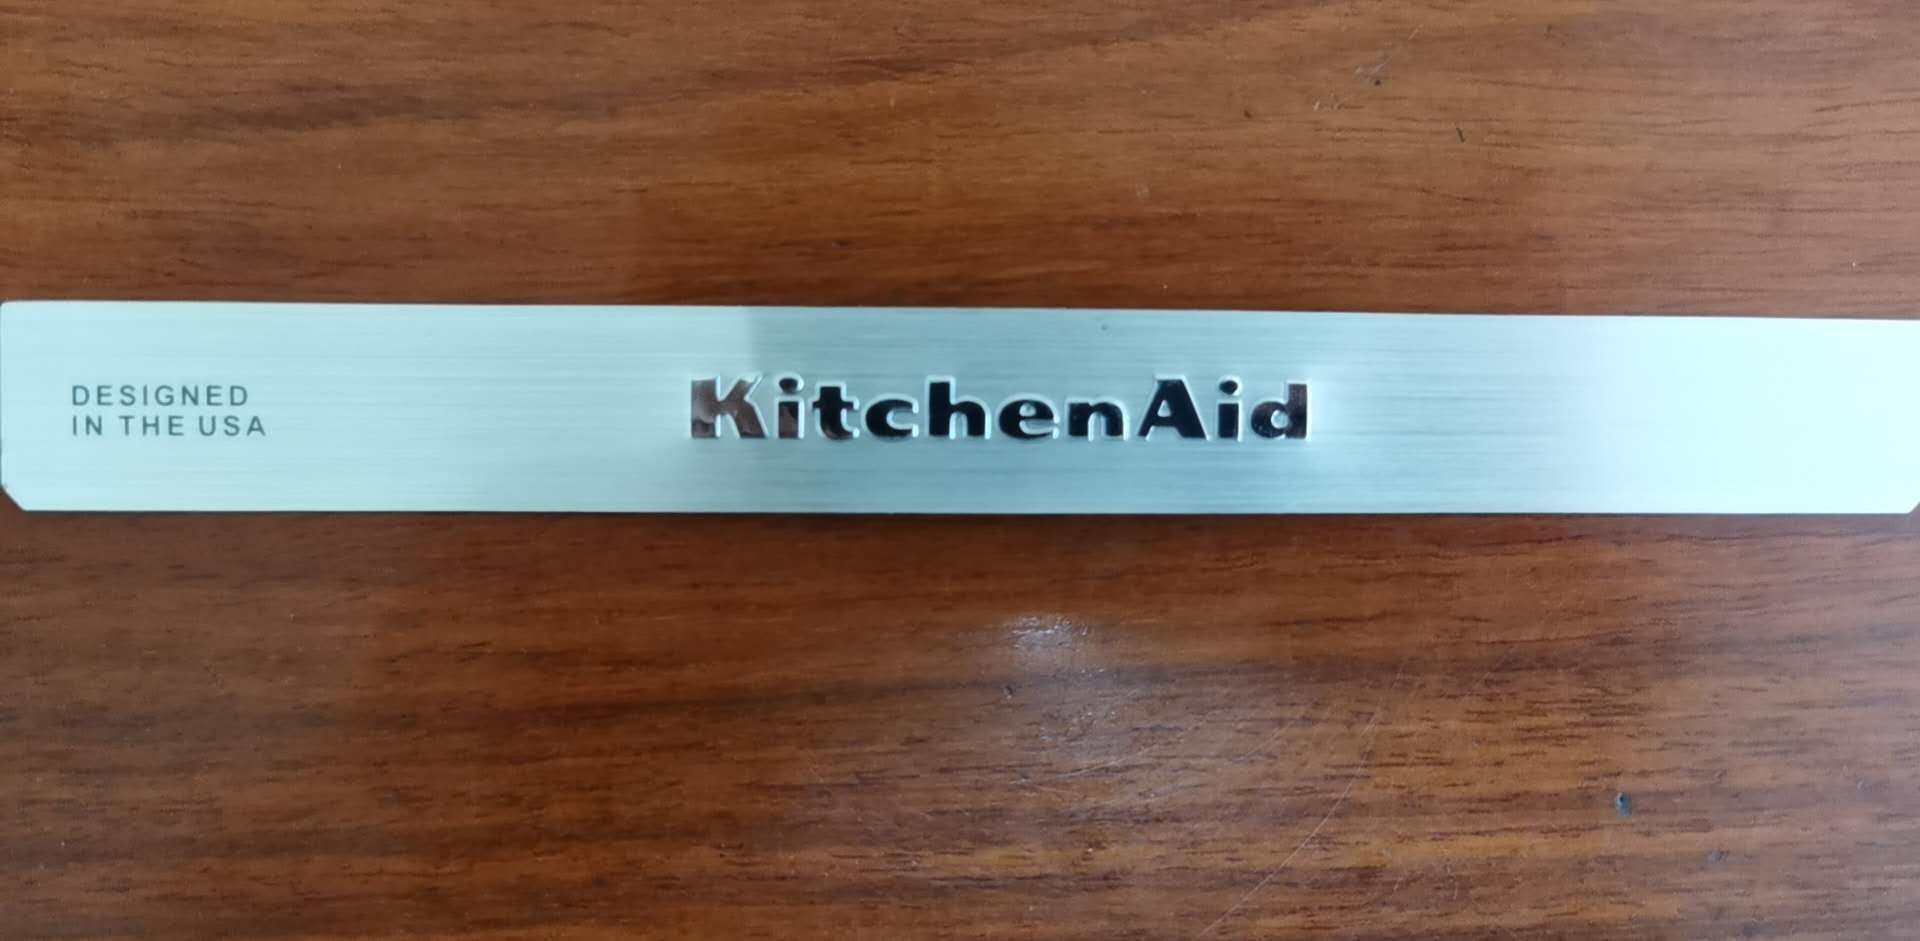 DESIGNED
IN THE USA
KitchenAid